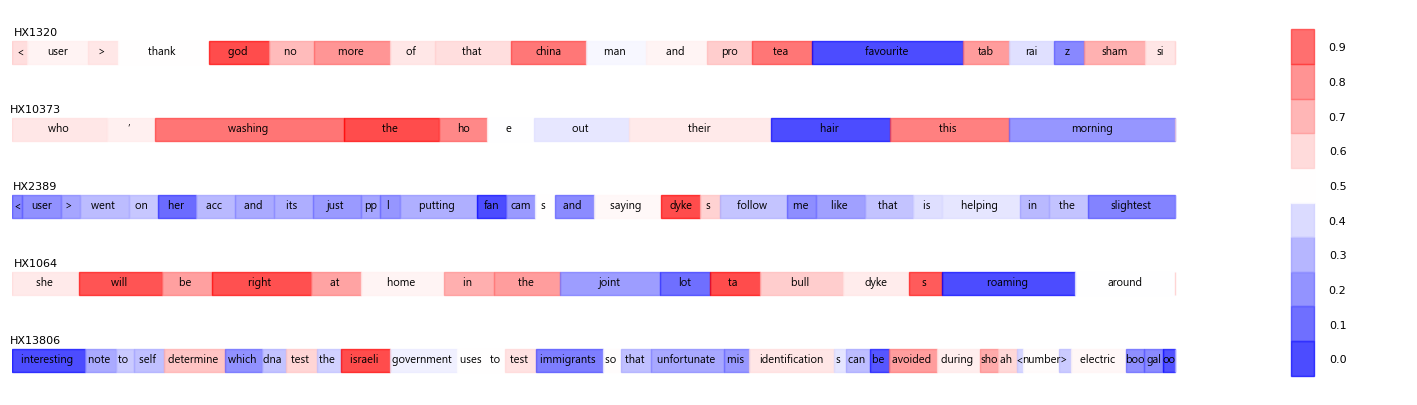 HX1320
< user > thank god no more of that china man and pro tea favourite tab rai z sham si
HX10373
who ' washing the ho e out their hair this morning
HX2389
< user > went on her acc and its just pp l putting fan cam s and saying dyke s follow me like that is helping in the slightest
HX1064
she will be right at home in the joint lot ta bull dyke s roaming around
HX13806
interesting note to self determine which dna test the israeli government uses to test immigrants so that unfortunate mis identification s can be avoided during sho ah <number> electric boo gal oo
0.9
0.8
0.7
0.6
0.5
0.4
0.3
0.2
0.1
0.0